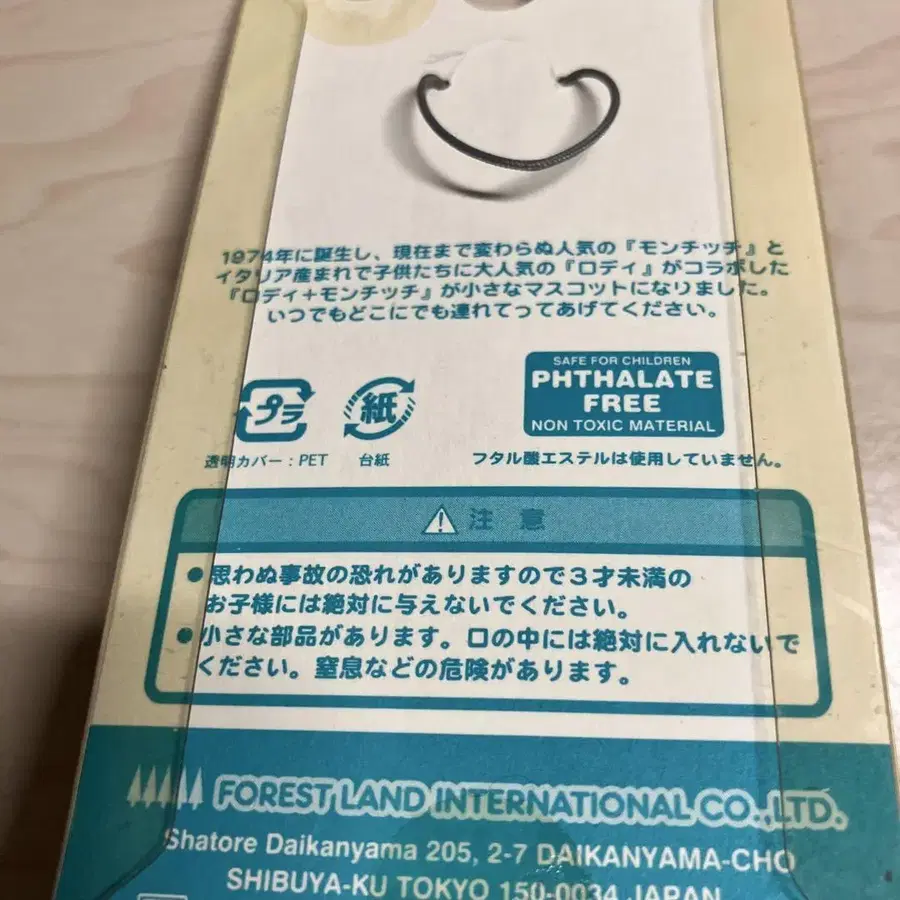 1974年に誕生し、現在まで変わらぬ人気の『モンチッチ』と
イタリア産まれで子供たちに大人気の『ロディ』がコラボした
『ロディ+モンチッチ』が小さなマスコットになりました。
いつでもどこにでも連れてってあげてください。
SAFE FOR CHILDREN
PHTHALATE
FREE
NON TOXIC MATERIAL
プラ
紙
透明カバー:PET
台紙
フタル酸エステルは使用していません。
注意
●思わぬ事故の恐れがありますので3才未満の
お子様には絶対に与えないでください。
●小さな部品があります。口の中には絶対に入れないで
ください。窒息などの危険があります。
FOREST LAND INTERNATIONAL CO.,LTD.
Shatore Daikanyama 205, 2-7 DAIKANYAMA-CHO
SHIBUYA-KU TOKYO 150-0034 JAPAN